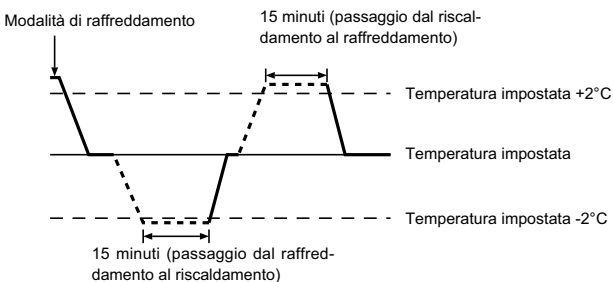 Modalità di raffreddamento
15 minuti (passaggio dal riscal-
damento al raffreddamento)
Temperatura impostata +2°C
Temperatura impostata
Temperatura impostata -2°C
15 minuti (passaggio dal raffred-
damento al riscaldamento)